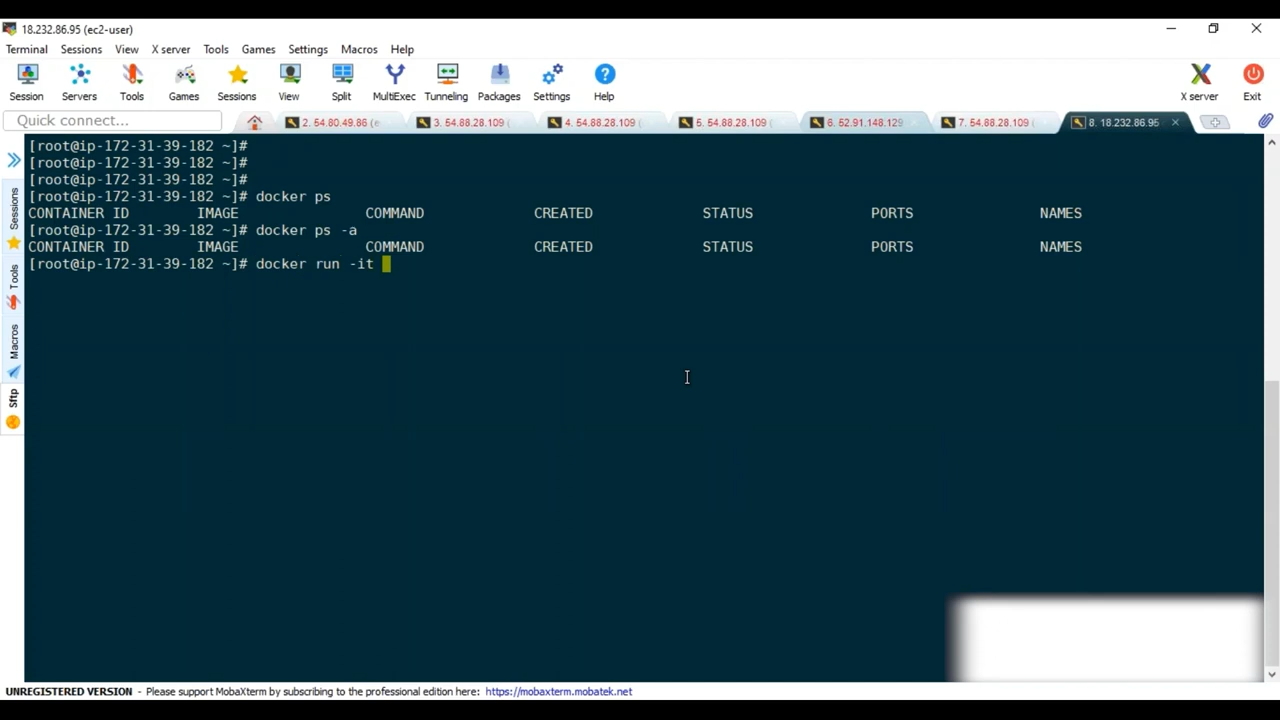 18.232.86.95 (ec2-user)
Terminal Sessions View X server Tools Games Settings Macros Help
Session Servers Tools Games Sessions View Split MultiExec Tunneling Packages Settings Help X server Exit
Quick connect... 2. 54.80.49.86 (e 3. 54.88.28.109 ( 4. 54.88.28.109 ( 5. 54.88.28.109 ( 6. 52.91.148.129 7. 54.88.28.109 ( 8. 18.232.86.95
Sessions
Tools
Macros
Sftp
[root@ip-172-31-39-182 ~]#
[root@ip-172-31-39-182 ~]#
[root@ip-172-31-39-182 ~]#
[root@ip-172-31-39-182 ~]# docker ps
CONTAINER ID IMAGE COMMAND CREATED STATUS PORTS NAMES
[root@ip-172-31-39-182 ~]# docker ps -a
CONTAINER ID IMAGE COMMAND CREATED STATUS PORTS NAMES
[root@ip-172-31-39-182 ~]# docker run -it
UNREGISTERED VERSION - Please support MobaXterm by subscribing to the professional edition here: https://mobaxterm.mobatek.net